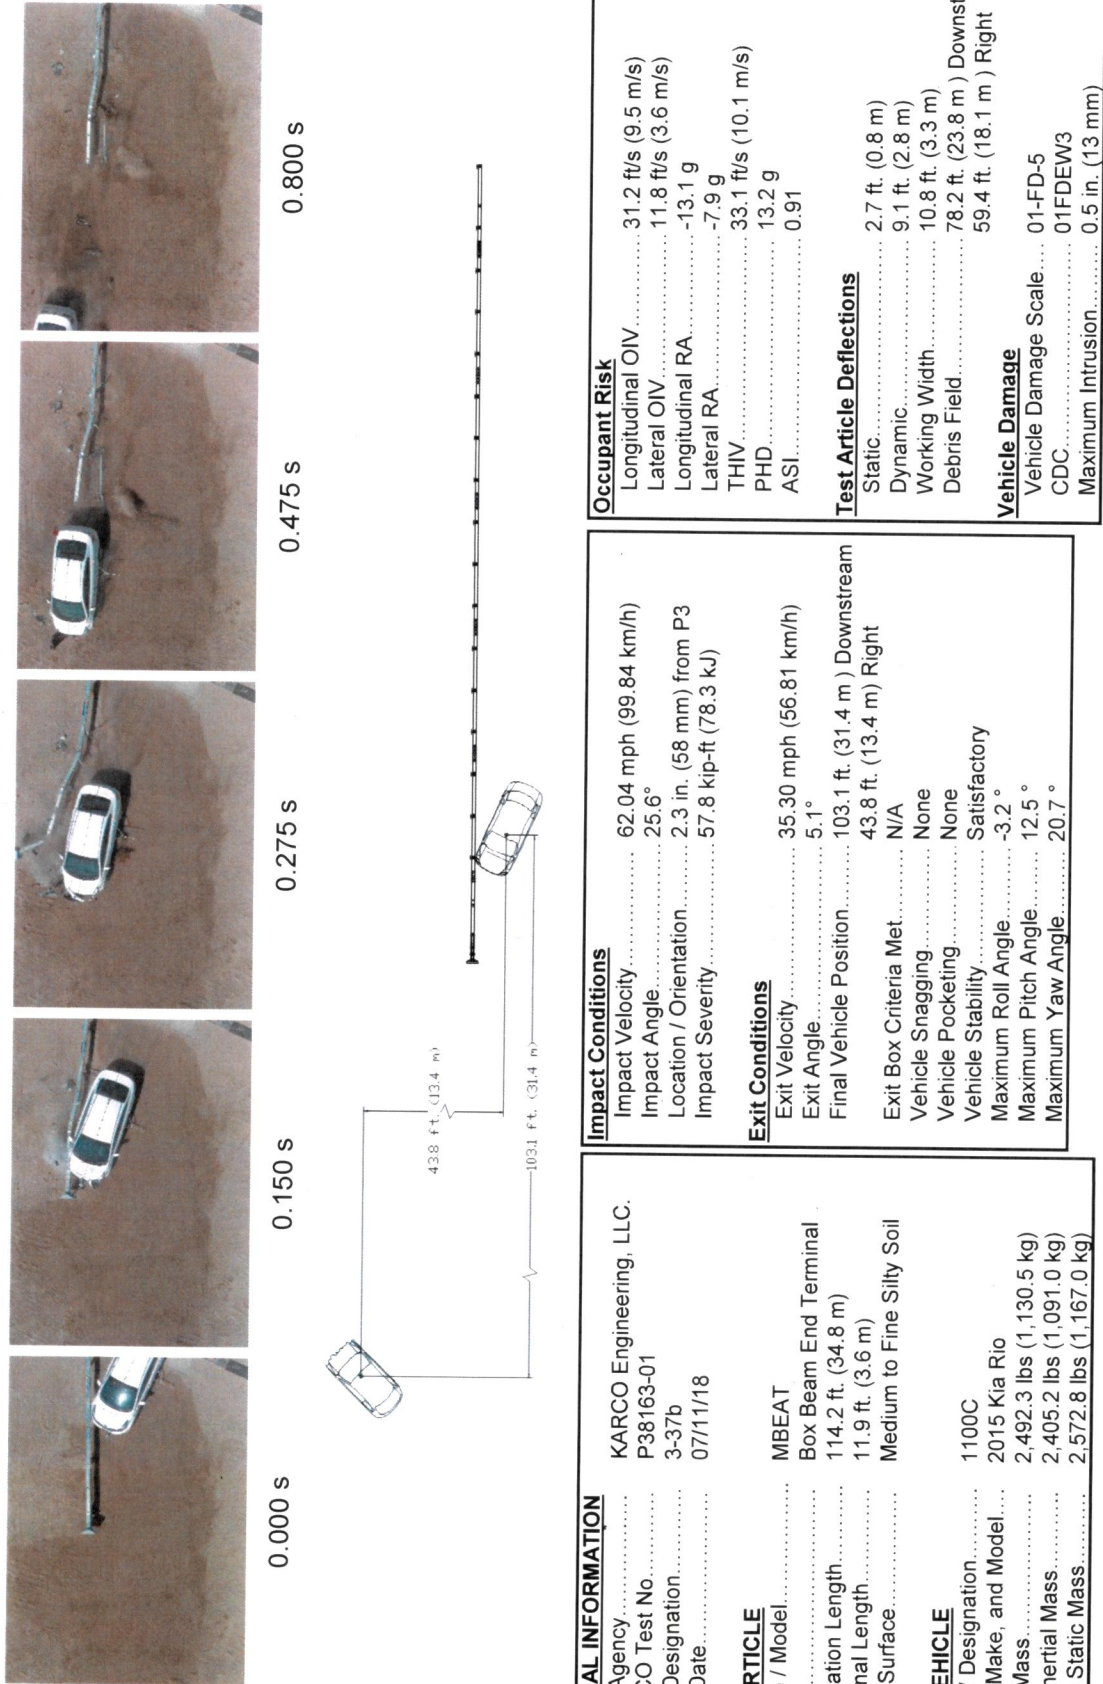 0.000 s
0.150 s
0.275 s
0.475 s
0.800 s
43.8 ft. (13.4 m)
103.1 ft. (31.4 m)
AL INFORMATION
Agency KARCO Engineering, LLC.
CO Test No. P38163-01
Designation 3-37b
Date 07/11/18
RTICLE
/ Model MBEAT
Box Beam End Terminal
ation Length 114.2 ft. (34.8 m)
nal Length 11.9 ft. (3.6 m)
Surface Medium to Fine Silty Soil
EHICLE
/ Designation 1100C
Make, and Model 2015 Kia Rio
Mass 2,492.3 lbs (1,130.5 kg)
nertial Mass 2,405.2 lbs (1,091.0 kg)
Static Mass 2,572.8 lbs (1,167.0 kg)
Impact Conditions
Impact Velocity 62.04 mph (99.84 km/h)
Impact Angle 25.6°
Location / Orientation 2.3 in. (58 mm) from P3
Impact Severity 57.8 kip-ft (78.3 kJ)
Exit Conditions
Exit Velocity 35.30 mph (56.81 km/h)
Exit Angle 5.1°
Final Vehicle Position 103.1 ft. (31.4 m ) Downstream
43.8 ft. (13.4 m) Right
Exit Box Criteria Met N/A
Vehicle Snagging None
Vehicle Pocketing None
Vehicle Stability Satisfactory
Maximum Roll Angle -3.2 °
Maximum Pitch Angle 12.5 °
Maximum Yaw Angle 20.7 °
Occupant Risk
Longitudinal OIV 31.2 ft/s (9.5 m/s)
Lateral OIV 11.8 ft/s (3.6 m/s)
Longitudinal RA -13.1 g
Lateral RA -7.9 g
THIV 33.1 ft/s (10.1 m/s)
PHD 13.2 g
ASI 0.91
Test Article Deflections
Static 2.7 ft. (0.8 m)
Dynamic 9.1 ft. (2.8 m)
Working Width 10.8 ft. (3.3 m)
Debris Field 78.2 ft. (23.8 m ) Downst
59.4 ft. (18.1 m ) Right
Vehicle Damage
Vehicle Damage Scale 01-FD-5
CDC 01FDEW3
Maximum Intrusion 0.5 in. (13 mm)